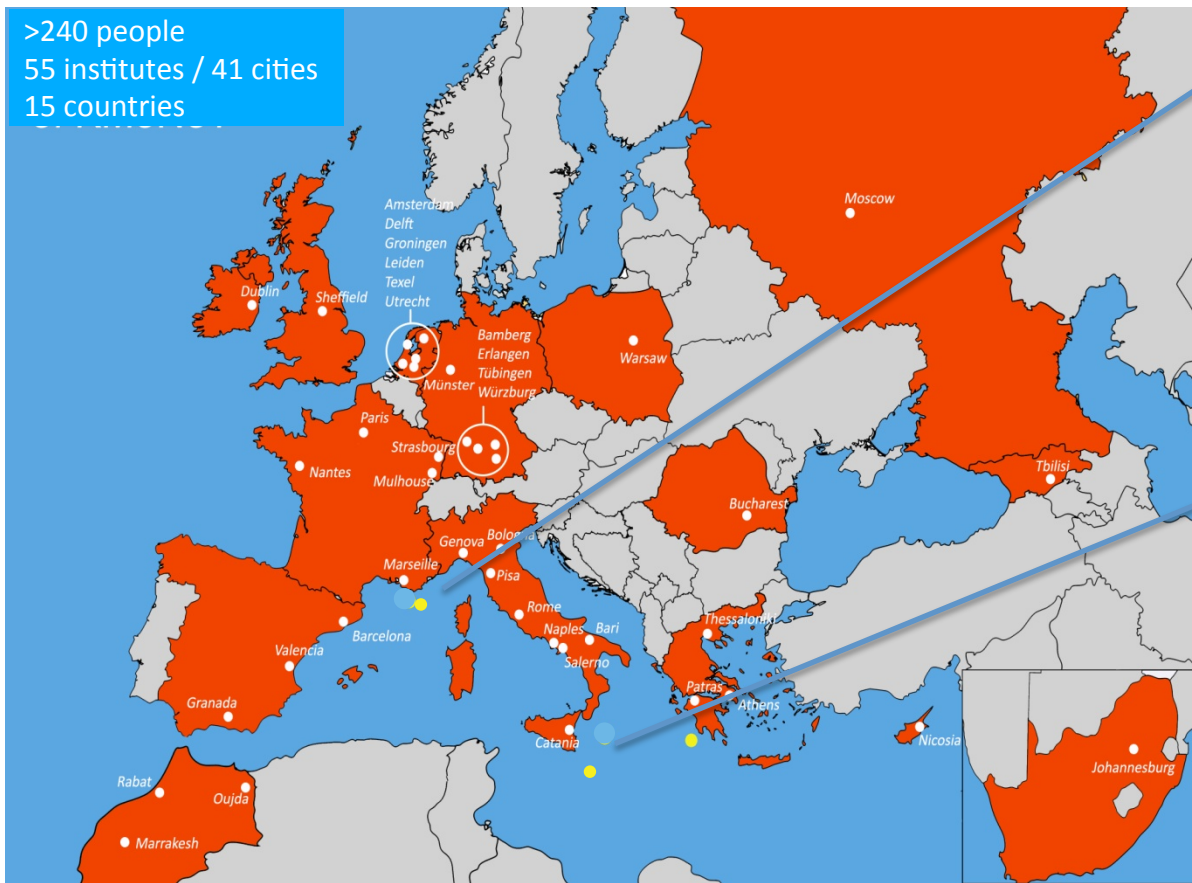 >240 people
55 institutes / 41 cities
15 countries
Moscow
Amsterdam
Delft
Groningen
Leiden
Texel
Utrecht
Dublin
Sheffield
Bamberg
Erlangen
Tübingen
Würzburg
Warsaw
Münster
Paris
Strasbourg
Nantes
Mulhouse
Tbilisi
Bucharest
Genova
Marseille
Pisa
Rome
Barcelona
Naples
Bari
Thessaloniki
Salerno
Valencia
Granada
Patras
Athens
Catania
Nicosia
Johannesburg
Rabat
Oujda
Marrakesh